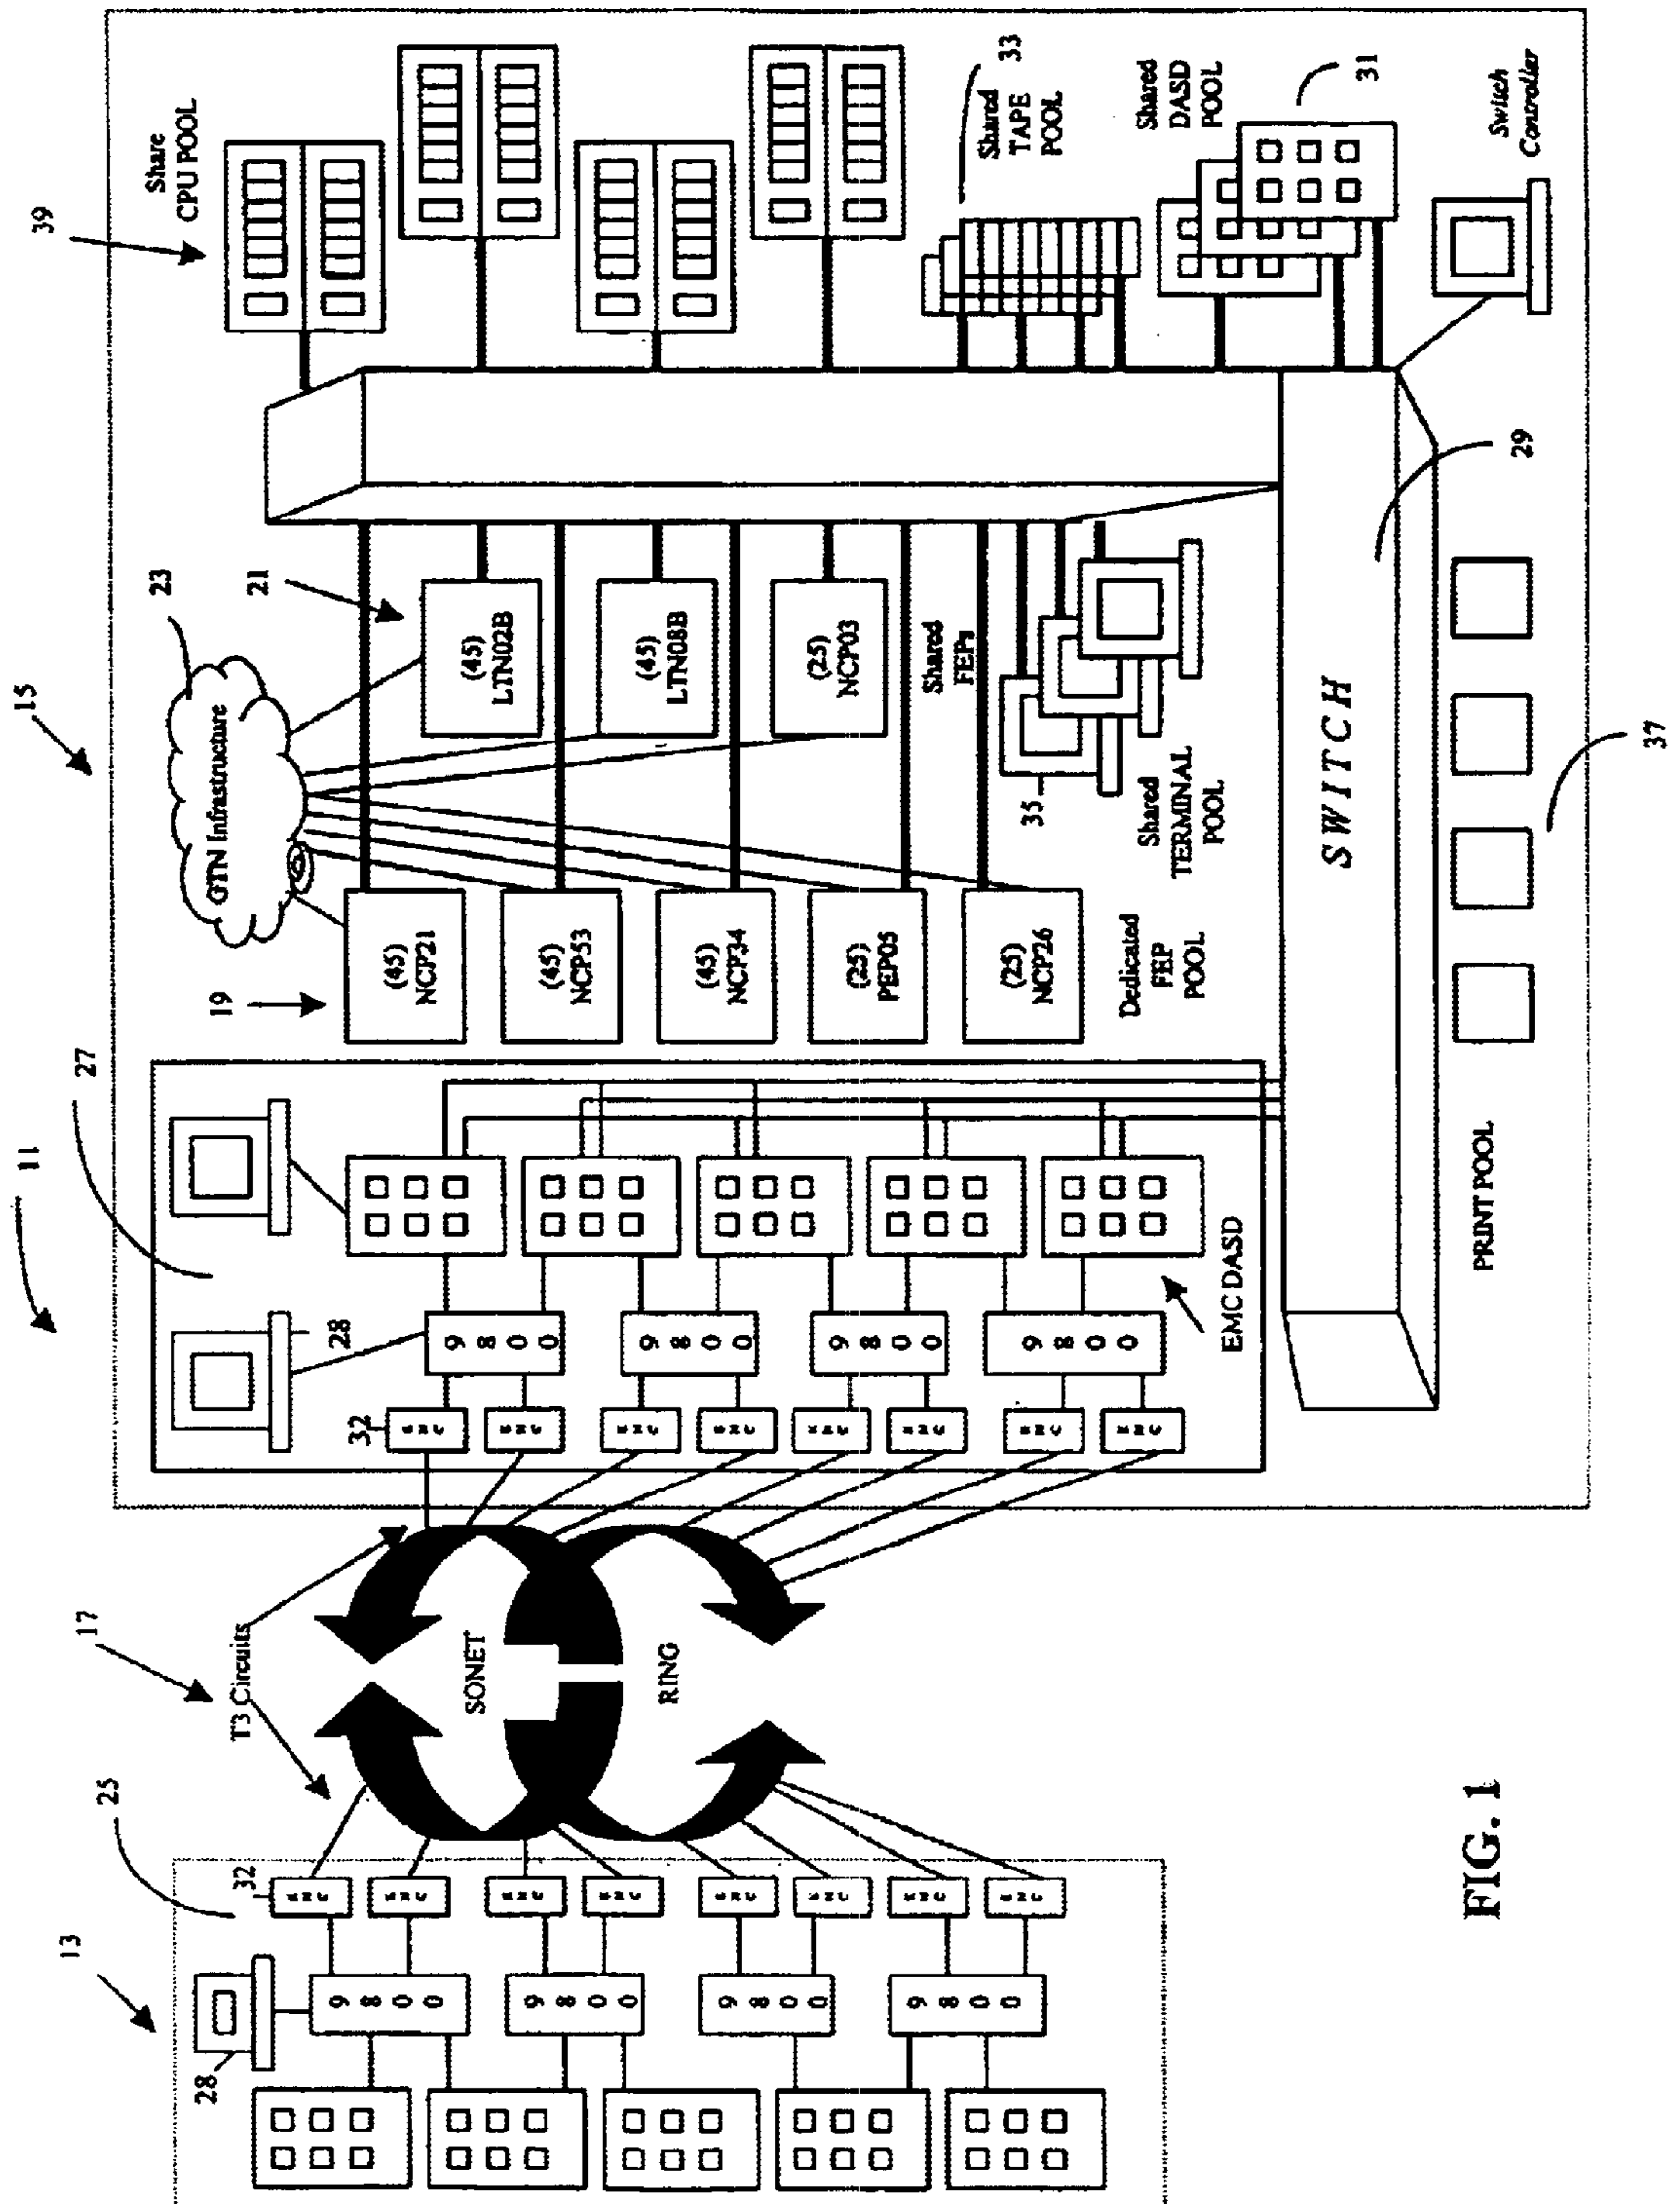 11
15
39
27
23
21
19
GTN Infrastructure
Share
CPU POOL
(45)
NCP21
(45)
NCP53
(45)
NCP34
(25)
PEP05
(25)
NCP26
Dedicated
FEP
POOL
(45)
LTN02B
(45)
LTN08B
(25)
NCP03
Shared
FEPs
35
Shared
TERMINAL
POOL
33
Shared
TAPE
POOL
Shared
DASD
POOL
31
Switch
Controller
SWITCH
29
PRINT POOL
37
28
32
9800
9800
9800
9800
EMC DASD
17
T3 Circuits
SONET
RING
13
25
28
32
9800
9800
9800
9800
FIG. 1